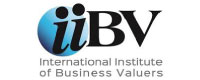 iiBV
International Institute
of Business Valuers